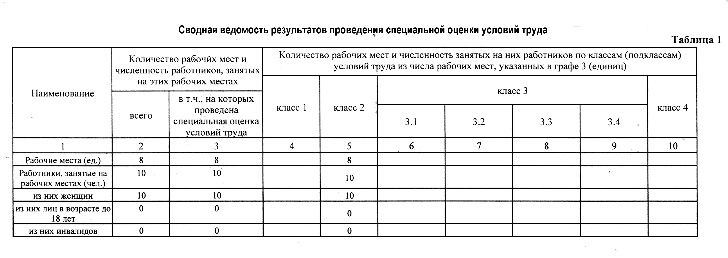 Сводная ведомость результатов проведения специальной оценки условий труда
Таблица 1
Наименование
Количество рабочих мест и
численность работников, занятых
на этих рабочих местах
Количество рабочих мест и численность занятых на них работников по классам (подклассам)
условий труда из числа рабочих мест, указанных в графе 3 (единиц)
всего
в т.ч., на которых
проведена
специальная оценка
условий труда
класс 1
класс 2
класс 3
3.1 3.2 3.3 3.4
класс 4
1 2 3 4 5 6 7 8 9 10
Рабочие места (ед.) 8 8 8
Работники, занятые на
рабочих местах (чел.) 10 10 10
из них женщин 10 10 10
из них лиц в возрасте до
18 лет 0 0 0
из них инвалидов 0 0 0